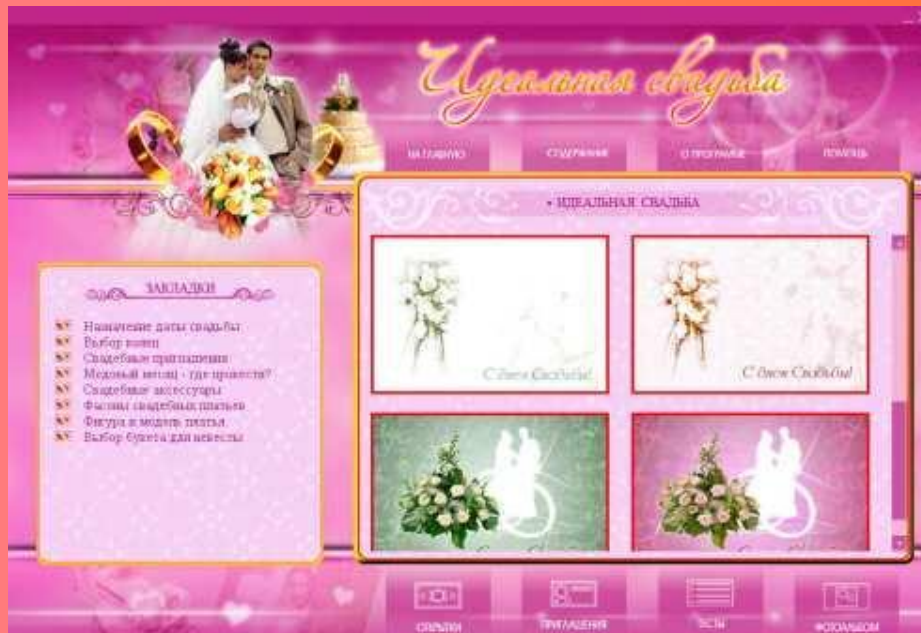 Идеальная свадьба
НА ГЛАВНУЮ СОДЕРЖАНИЕ О ПРОГРАММЕ ПОМОЩЬ
• ИДЕАЛЬНАЯ СВАДЬБА
ЗАКЛАДКИ
Назначение даты свадьбы
Выбор колец
Свадебные приглашения
Медовый месяц - где провести?
Свадебные аксессуары
Фасоны свадебных платьев
Фигура и модель платья
Выбор букета для невесты
С днем Свадьбы!
С днем Свадьбы!
ОТКРЫТКИ ПРИГЛАШЕНИЯ ТЕСТЫ ФОТОАЛЬБОМ